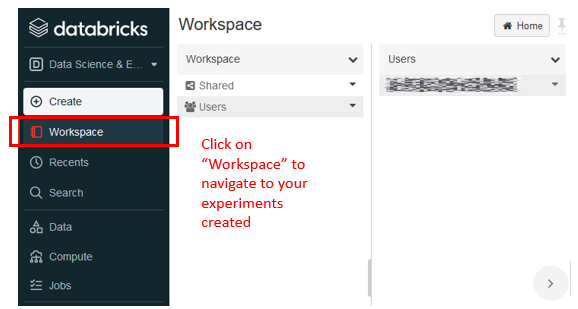 databricks
Data Science & E...
Create
Workspace
Recents
Search
Data
Compute
Jobs
Workspace
Home
Workspace
Shared
Users
Users
Click on
“Workspace” to
navigate to your
experiments
created